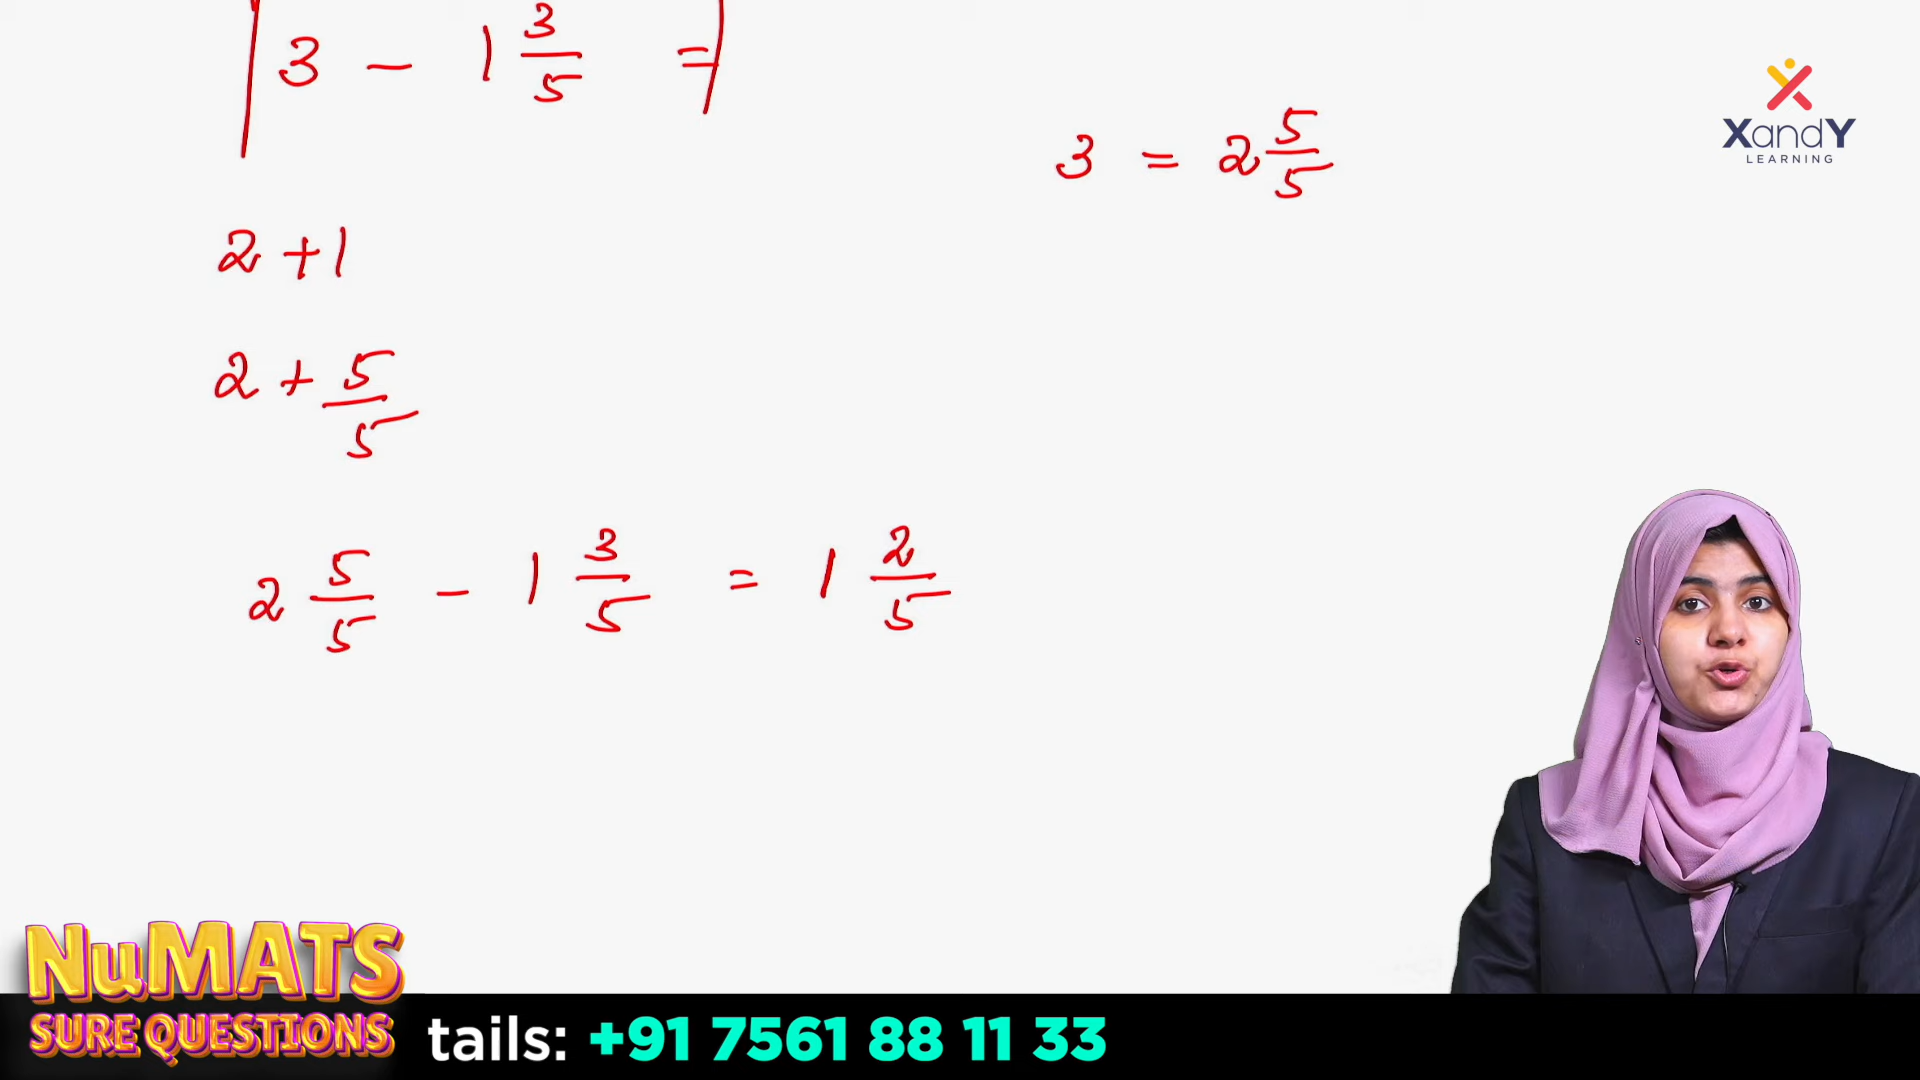 3 - 1 3/5 =
3 = 2 5/5
XandY
LEARNING
2 + 1
2 + 5/5
2 5/5 - 1 3/5 = 1 2/5
NuMATS
SURE QUESTIONS
tails: +91 7561 88 11 33